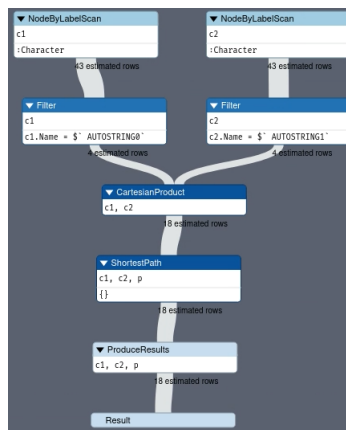 ▼ NodeByLabelScan
c1
:Character
43 estimated rows
▼ NodeByLabelScan
c2
:Character
43 estimated rows
▼ Filter
c1
c1.Name = $` AUTOSTRING0`
4 estimated rows
▼ Filter
c2
c2.Name = $` AUTOSTRING1`
4 estimated rows
▼ CartesianProduct
c1, c2
18 estimated rows
▼ ShortestPath
c1, c2, p
{}
18 estimated rows
▼ ProduceResults
c1, c2, p
18 estimated rows
Result